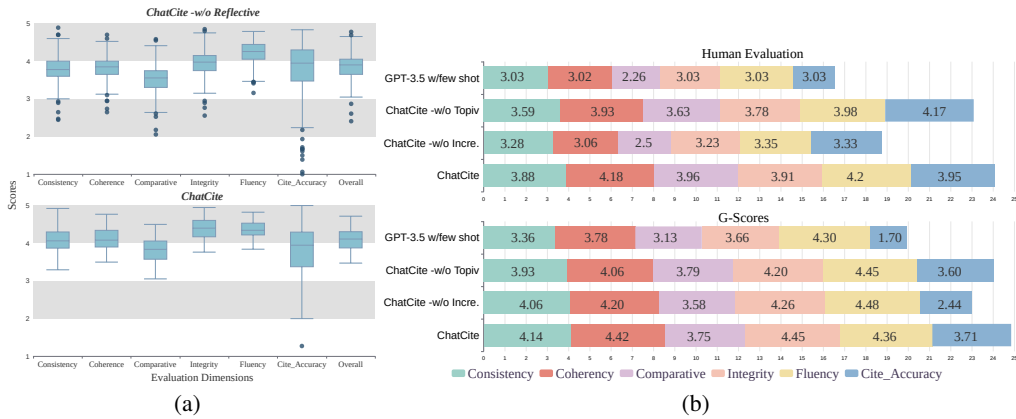 ChatCite -w/o Reflective
5
4
3
2
1
Consistency Coherence Comparative Integrity Fluency Cite_Accuracy Overall
Scores
ChatCite
5
4
3
2
1
Consistency Coherence Comparative Integrity Fluency Cite_Accuracy Overall
Evaluation Dimensions
(a)
Human Evaluation
GPT-3.5 w/few shot 3.03 3.02 2.26 3.03 3.03 3.03
ChatCite -w/o Topiv 3.59 3.93 3.63 3.78 3.98 4.17
ChatCite -w/o Incre. 3.28 3.06 2.5 3.23 3.35 3.33
ChatCite 3.88 4.18 3.96 3.91 4.2 3.95
0 1 2 3 4 5 6 7 8 9 10 11 12 13 14 15 16 17 18 19 20 21 22 23 24 25
G-Scores
GPT-3.5 w/few shot 3.36 3.78 3.13 3.66 4.30 1.70
ChatCite -w/o Topiv 3.93 4.06 3.79 4.20 4.45 3.60
ChatCite -w/o Incre. 4.06 4.20 3.58 4.26 4.48 2.44
ChatCite 4.14 4.42 3.75 4.45 4.36 3.71
0 1 2 3 4 5 6 7 8 9 10 11 12 13 14 15 16 17 18 19 20 21 22 23 24 25
Consistency Coherency Comparative Integrity Fluency Cite_Accuracy
(b)